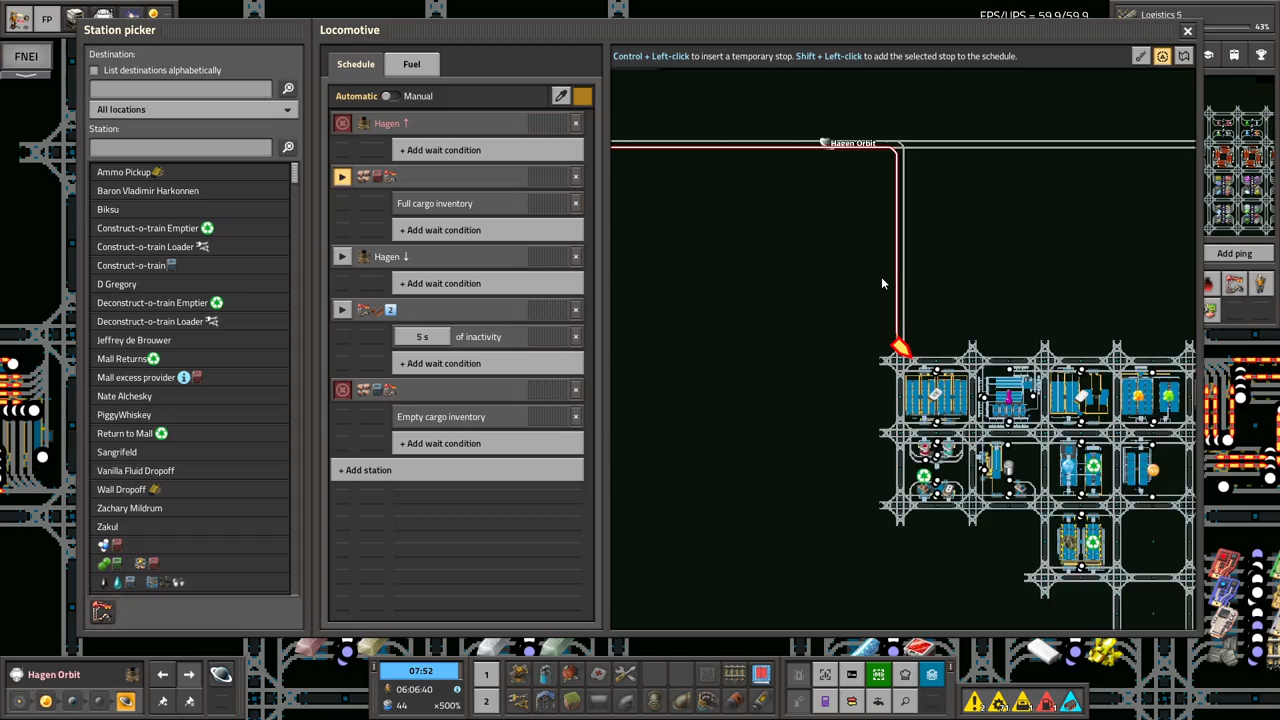 FP
FPS/UPS = 59.9/59.9
Logistics 5
43%
FNEI
Station picker
Destination:
List destinations alphabetically
All locations
Station:
Ammo Pickup
Baron Vladimir Harkonnen
Biksu
Construct-o-train Emptier
Construct-o-train Loader
Construct-o-train
D Gregory
Deconstruct-o-train Emptier
Deconstruct-o-train Loader
Jeffrey de Brouwer
Mall Returns
Mall excess provider
Nate Alchesky
PiggyWhiskey
Return to Mall
Sangrifeld
Vanilla Fluid Dropoff
Wall Dropoff
Zachary Mildrum
Zakul
Locomotive
Schedule
Fuel
Automatic
Manual
Hagen ↑
+ Add wait condition
Full cargo inventory
+ Add wait condition
Hagen ↓
+ Add wait condition
2
5 s
of inactivity
+ Add wait condition
Empty cargo inventory
+ Add wait condition
+ Add station
Control + Left-click to insert a temporary stop. Shift + Left-click to add the selected stop to the schedule.
Hagen Orbit
Add ping
Hagen Orbit
07:52
06:06:40
44
×500%
1
2